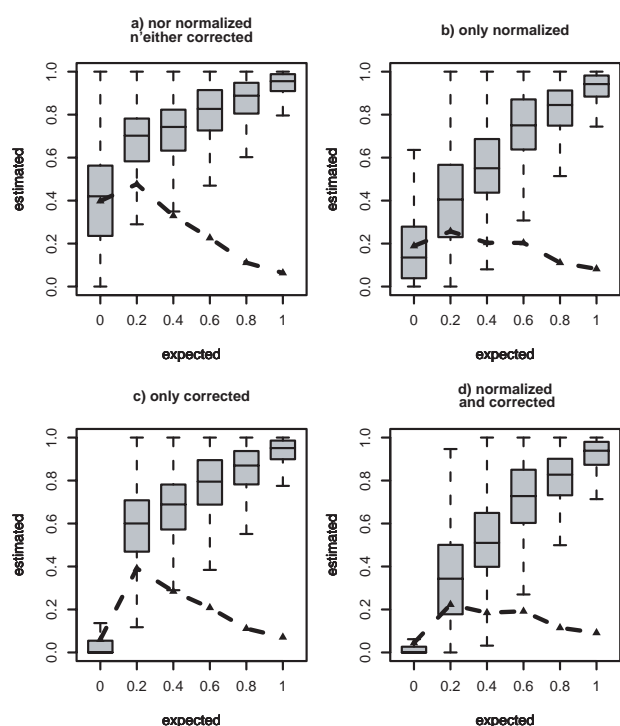 a) nor normalized
n'either corrected
b) only normalized
estimated
0.0 0.2 0.4 0.6 0.8 1.0
0 0.2 0.4 0.6 0.8 1
expected
estimated
0.0 0.2 0.4 0.6 0.8 1.0
0 0.2 0.4 0.6 0.8 1
expected
c) only corrected
d) normalized
and corrected
estimated
0.0 0.2 0.4 0.6 0.8 1.0
0 0.2 0.4 0.6 0.8 1
expected
estimated
0.0 0.2 0.4 0.6 0.8 1.0
0 0.2 0.4 0.6 0.8 1
expected